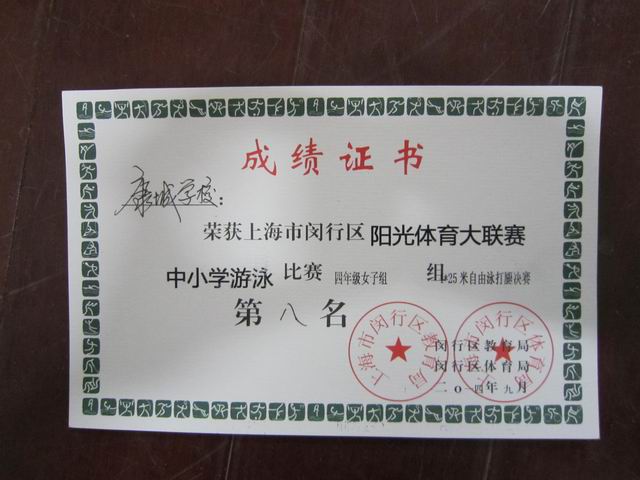 成绩证书
康城学校：
荣获上海市闵行区 阳光体育大联赛
中小学游泳 比赛 四年级女子组 组 25米自由泳打腿决赛
第八名
闵行区教育局
闵行区体育局
二〇一四年九月
上海市闵行区教育局
上海市闵行区体育局